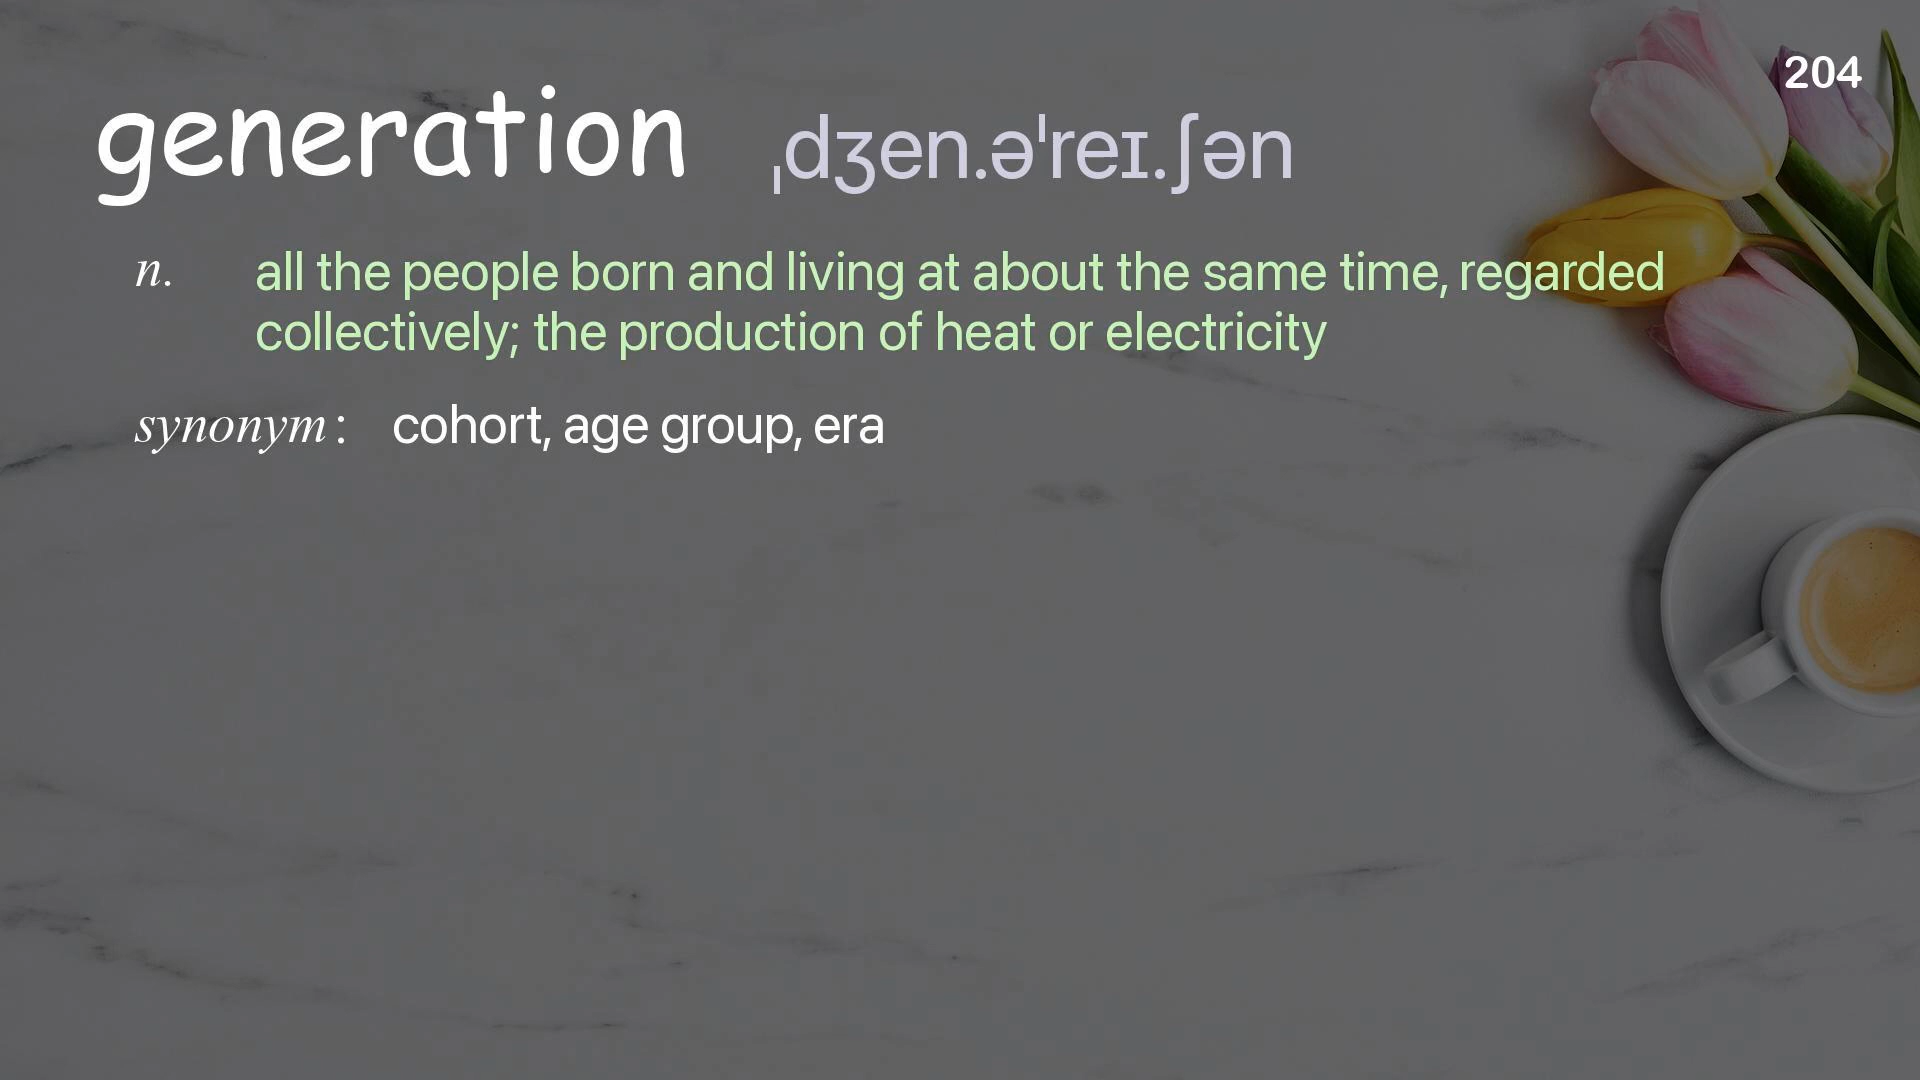 204
generation ˌdʒen.əˈreɪ.ʃən
n. all the people born and living at about the same time, regarded
collectively; the production of heat or electricity
synonym : cohort, age group, era